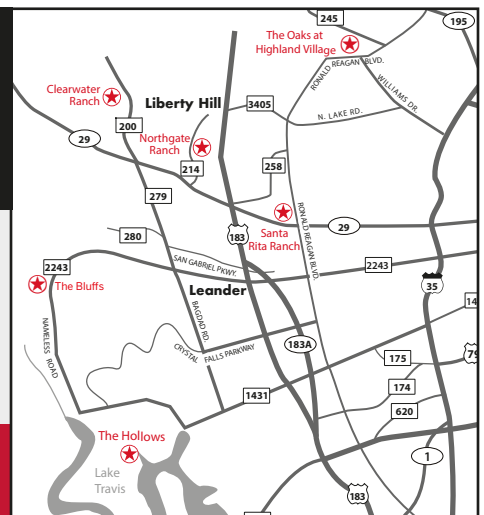 245
195
The Oaks at
Highland Village
RONALD REAGAN BLVD.
WILLIAMS DR.
Clearwater
Ranch
Liberty Hill
3405
N. LAKE RD.
200
29
Northgate
Ranch
214
258
279
RONALD REAGAN BLVD.
Santa
Rita Ranch
29
280
183
SAN GABRIEL PKWY.
2243
2243
The Bluffs
Leander
35
14
NAMELESS ROAD
BAGDAD RD.
CRYSTAL FALLS PARKWAY
183A
175
79
174
1431
620
The Hollows
1
Lake
Travis
183